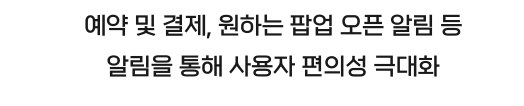 예약 및 결제, 원하는 팝업 오픈 알림 등
알림을 통해 사용자 편의성 극대화